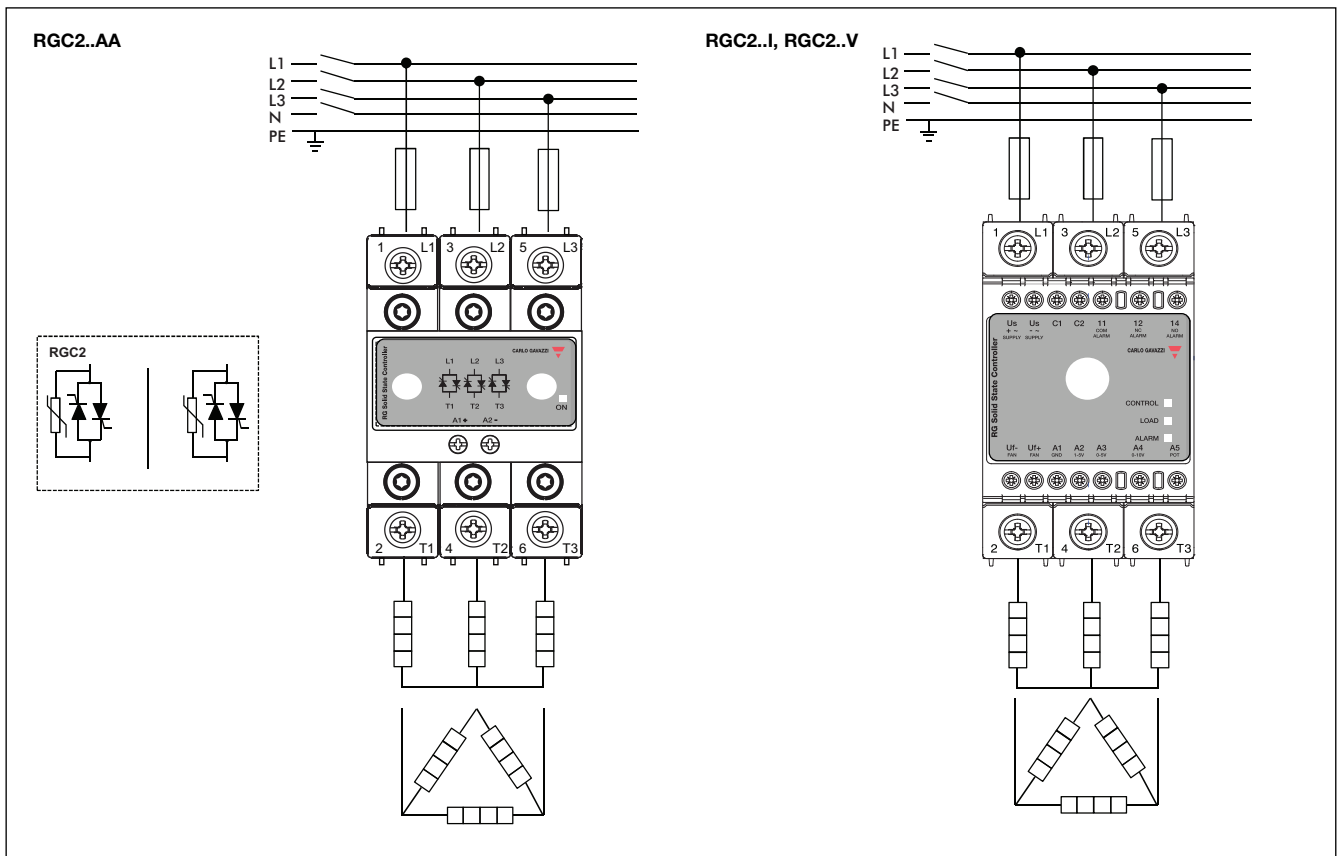 RGC2..AA
L1
L2
L3
N
PE
1 L1 3 L2 5 L3
RG Solid State Controller
CARLO GAVAZZI
L1 L2 L3
T1 T2 T3
ON
A1+ A2-
2 T1 4 T2 6 T3
RGC2
RGC2..I, RGC2..V
L1
L2
L3
N
PE
1 L1 3 L2 5 L3
Us Us C1 C2 11 12 14
+ ~ - ~ COM NC NO
SUPPLY SUPPLY ALARM ALARM ALARM
RG Solid State Controller
CARLO GAVAZZI
CONTROL
LOAD
ALARM
Uf- Uf+ A1 A2 A3 A4 A5
FAN FAN GND 1-5V 0-5V 0-10V POT
2 T1 4 T2 6 T3